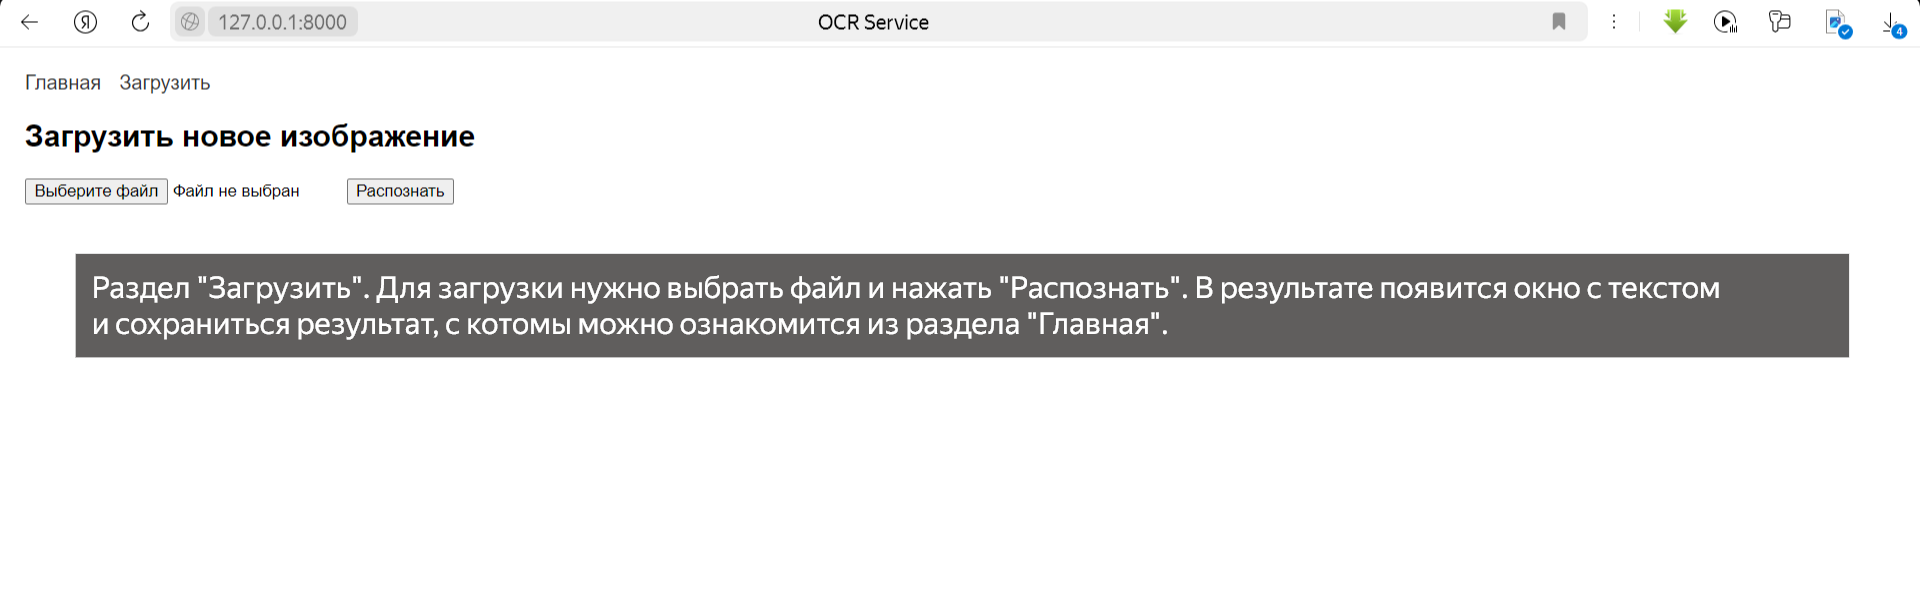 Я 127.0.0.1:8000 OCR Service 4
Главная Загрузить
Загрузить новое изображение
Выберите файл Файл не выбран Распознать
Раздел "Загрузить". Для загрузки нужно выбрать файл и нажать "Распознать". В результате появится окно с текстом
и сохраниться результат, с котомы можно ознакомится из раздела "Главная".